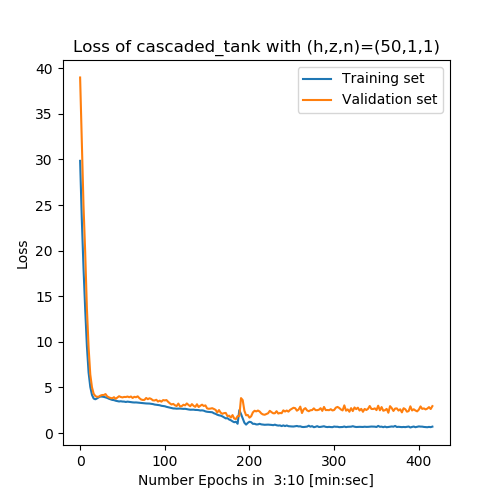 Loss of cascaded_tank with (h,z,n)=(50,1,1)
Training set
Validation set
40
35
30
25
20
15
10
5
0
Loss
0 100 200 300 400
Number Epochs in  3:10 [min:sec]